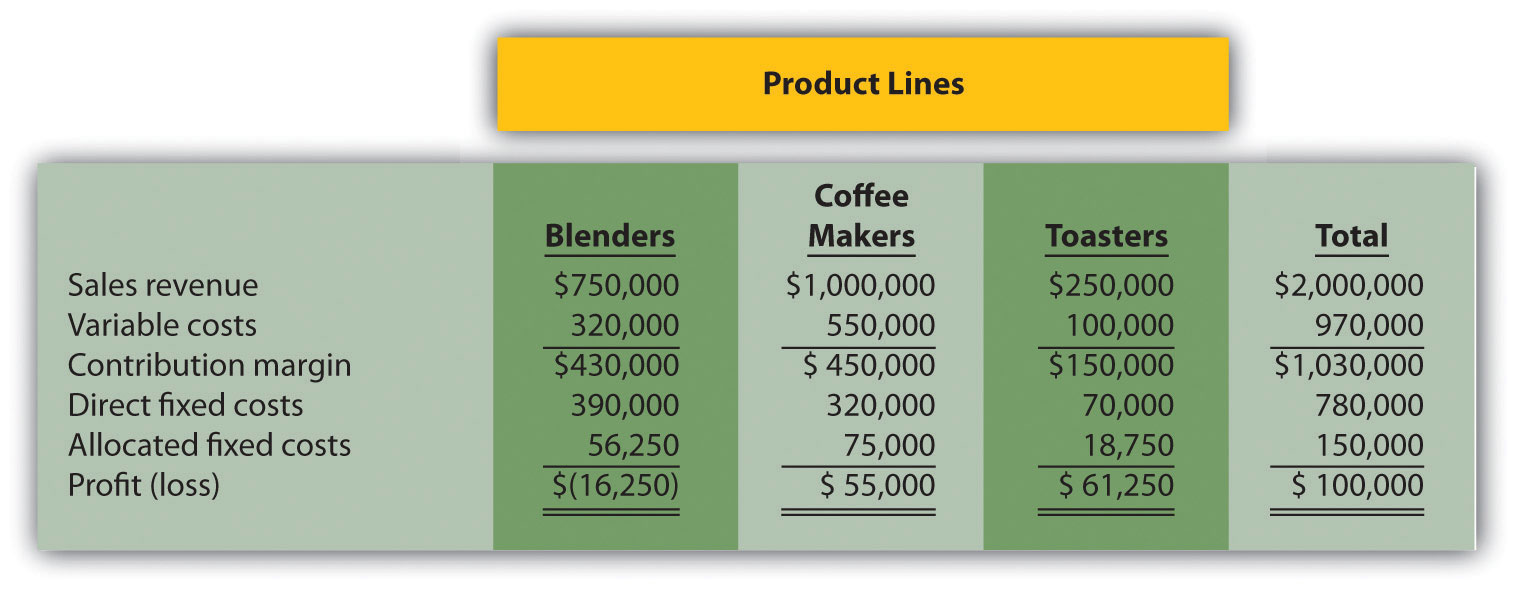 Product Lines
Blenders Coffee Makers Toasters Total
Sales revenue $750,000 $1,000,000 $250,000 $2,000,000
Variable costs 320,000 550,000 100,000 970,000
Contribution margin $430,000 $ 450,000 $150,000 $1,030,000
Direct fixed costs 390,000 320,000 70,000 780,000
Allocated fixed costs 56,250 75,000 18,750 150,000
Profit (loss) $(16,250) $ 55,000 $ 61,250 $ 100,000